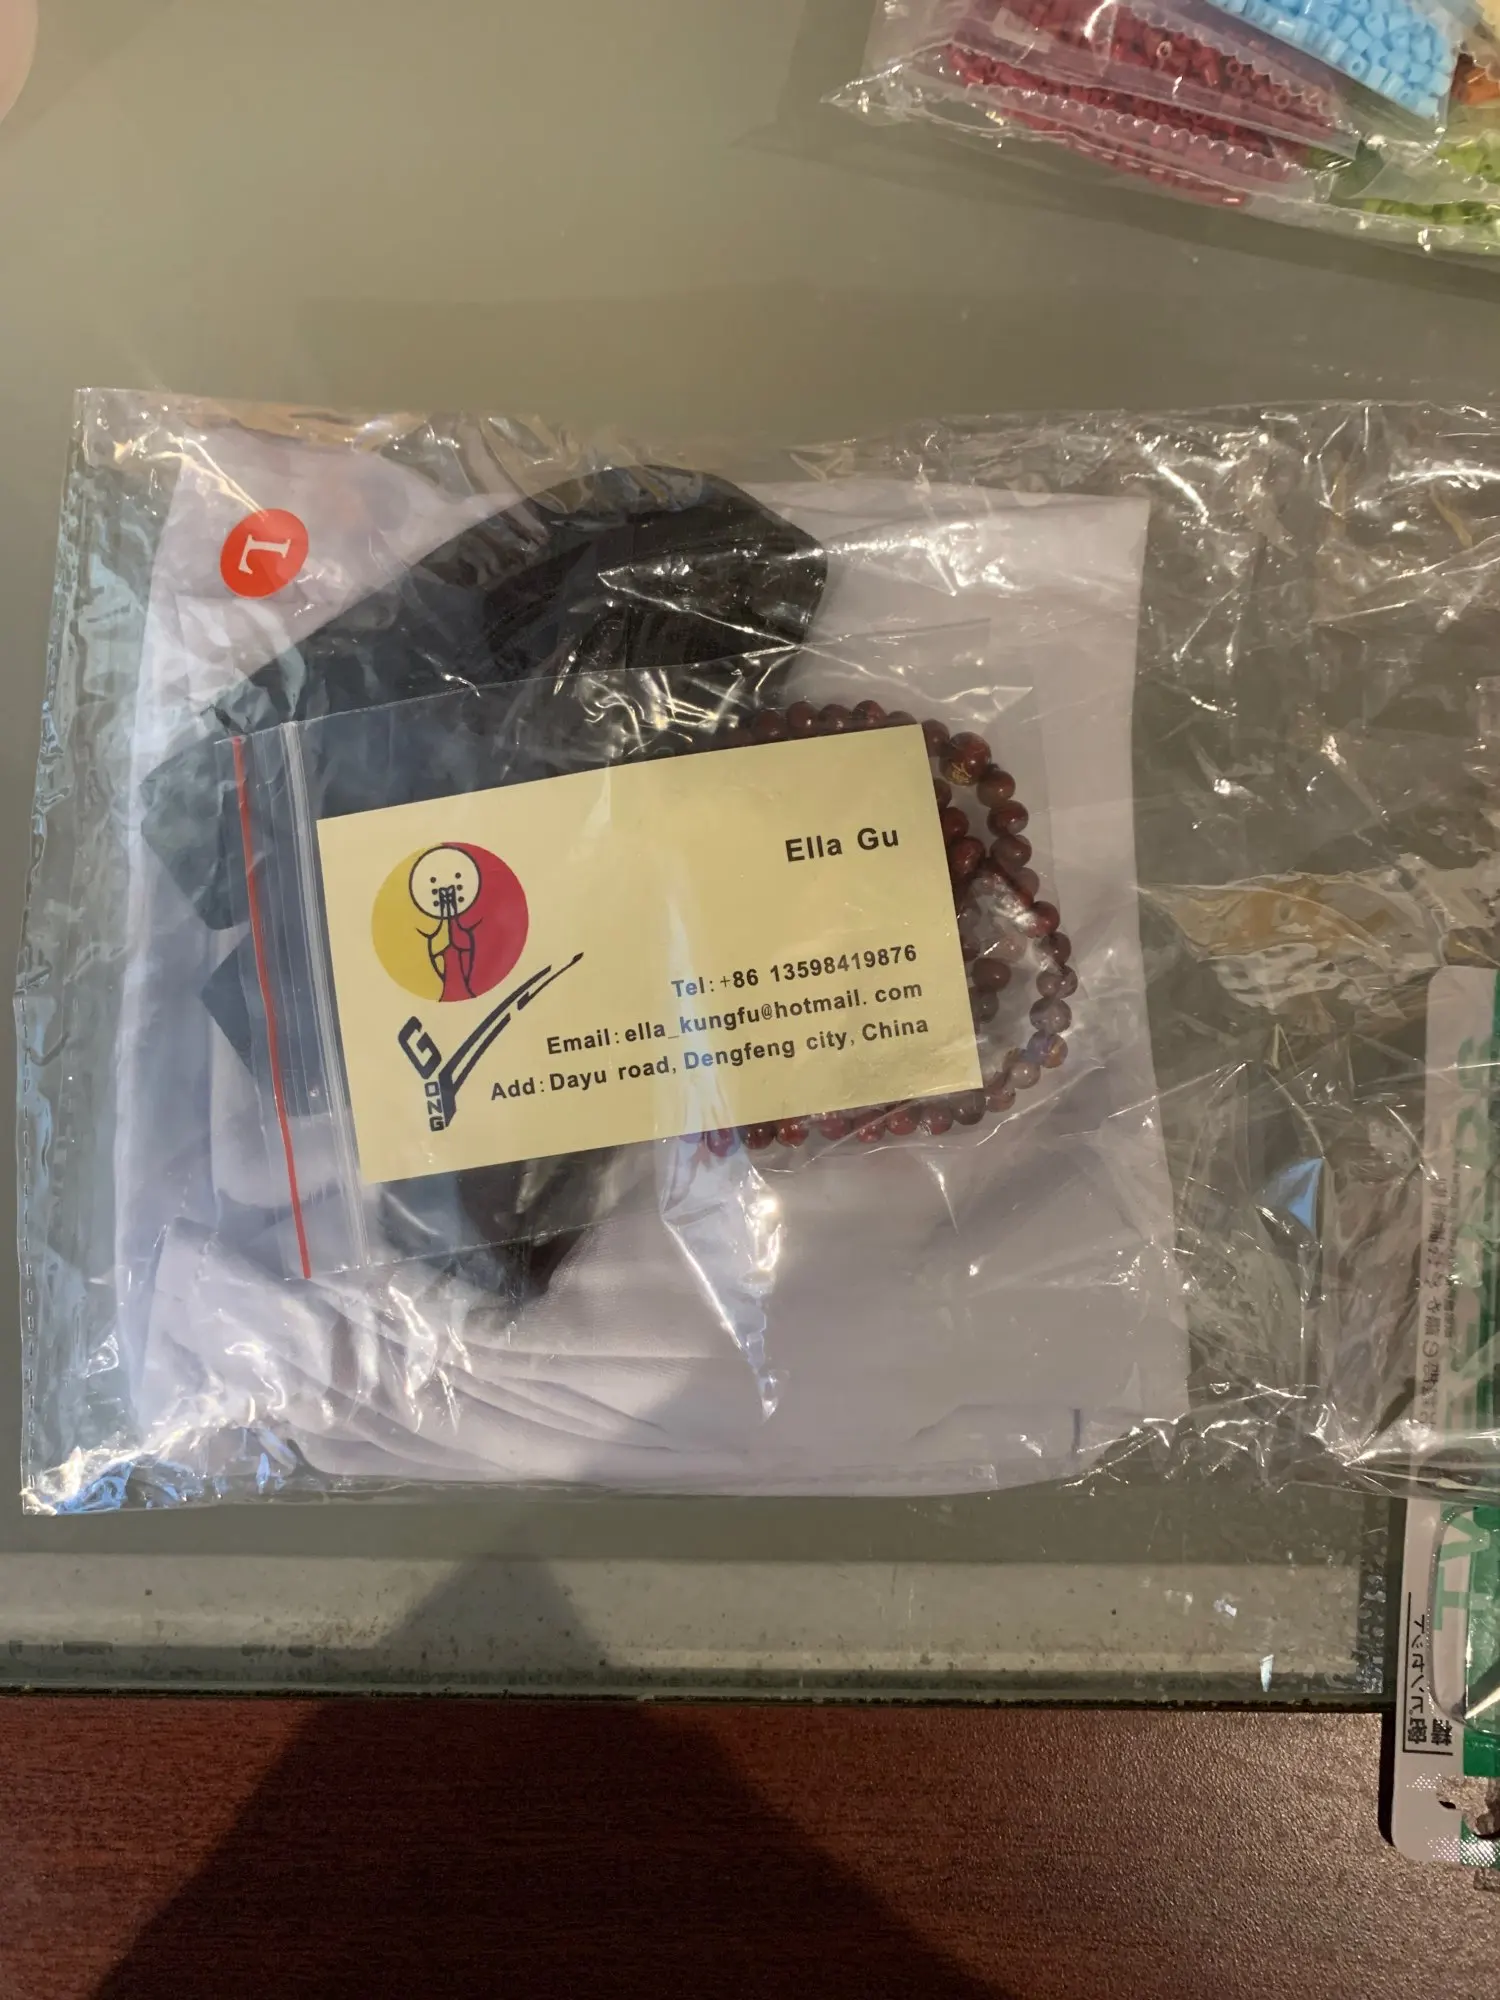 L
Ella Gu
Tel:+86 13598419876
Email:ella_kungfu@hotmail.com
Add:Dayu road, Dengfeng city, China
GONG